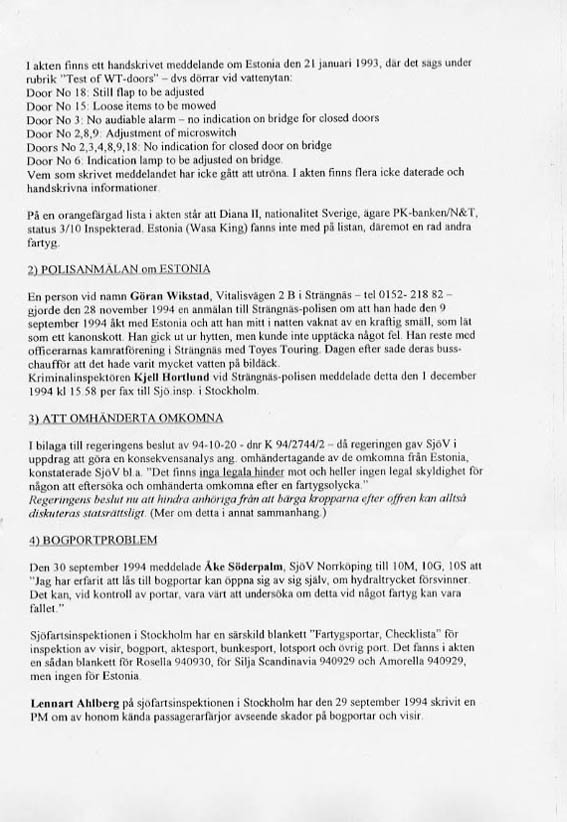 I akten finns ett handskrivet meddelande om Estonia den 21 januari 1993, där det sägs under
rubrik "Test of WT-doors" – dvs dörrar vid vattenytan:
Door No 18: Still flap to be adjusted
Door No 15: Loose items to be mowed
Door No 3: No audiable alarm – no indication on bridge for closed doors
Door No 2,8,9: Adjustment of microswitch
Doors No 2,3,4,8,9,18: No indication for closed door on bridge
Door No 6: Indication lamp to be adjusted on bridge.
Vem som skrivet meddelandet har icke gått att utröna. I akten finns flera icke daterade och
handskrivna informationer.
På en orangefärgad lista i akten står att Diana II, nationalitet Sverige, ägare PK-banken/N&T,
status 3/10 Inspekterad. Estonia (Wasa King) fanns inte med på listan, däremot en rad andra
fartyg.
2) POLISANMÄLAN om ESTONIA
En person vid namn Göran Wikstad, Vitalisvägen 2 B i Strängnäs – tel 0152- 218 82 –
gjorde den 28 november 1994 en anmälan till Strängnäs-polisen om att han hade den 9
september 1994 åkt med Estonia och att han mitt i natten vaknat av en kraftig smäll, som lät
som ett kanonskott. Han gick ut ur hytten, men kunde inte upptäcka något fel. Han reste med
officerarnas kamratförening i Strängnäs med Toyes Touring. Dagen efter sade deras buss-
chaufför att det hade varit mycket vatten på bildäck.
Kriminalinspektören Kjell Hortlund vid Strängnäs-polisen meddelade detta den 1 december
1994 kl 15.58 per fax till Sjö.insp. i Stockholm.
3) ATT OMHÄNDERTA OMKOMNA
I bilaga till regeringens beslut av 94-10-20 - dnr K 94/2744/2 – då regeringen gav SjöV i
uppdrag att göra en konsekvensanalys ang. omhändertagande av de omkomna från Estonia,
konstaterade SjöV bl.a. "Det finns inga legala hinder mot och heller ingen legal skyldighet för
någon att eftersöka och omhänderta omkomna efter en fartygsolycka."
Regeringens beslut nu att hindra anhöriga från att bärga kropparna efter offren kan alltså
diskuteras statsrättsligt. (Mer om detta i annat sammanhang.)
4) BOGPORTPROBLEM
Den 30 september 1994 meddelade Åke Söderpalm, SjöV Norrköping till 10M, 10G, 10S att
"Jag har erfarit att lås till bogportar kan öppna sig av sig själv, om hydraltrycket försvinner.
Det kan, vid kontroll av portar, vara värt att undersöka om detta vid något fartyg kan vara
fallet."
Sjöfartsinspektionen i Stockholm har en särskild blankett "Fartygsportar, Checklista" för
inspektion av visir, bogport, aktesport, bunkesport, lotsport och övrig port. Det fanns i akten
en sådan blankett för Rosella 940930, för Silja Scandinavia 940929 och Amorella 940929,
men ingen för Estonia.
Lennart Ahlberg på sjöfartsinspektionen i Stockholm har den 29 september 1994 skrivit en
PM om av honom kända passagerarfärjor avseende skador på bogportar och visir.